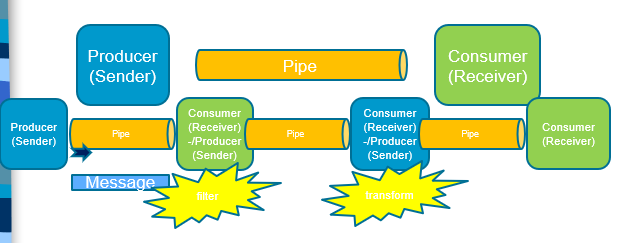 Producer
(Sender)
Pipe
Consumer
(Receiver)
Producer
(Sender)
Pipe
Consumer
(Receiver)
-/Producer
(Sender)
Pipe
Consumer
(Receiver)
-/Producer
(Sender)
Pipe
Consumer
(Receiver)
Message
filter
transform